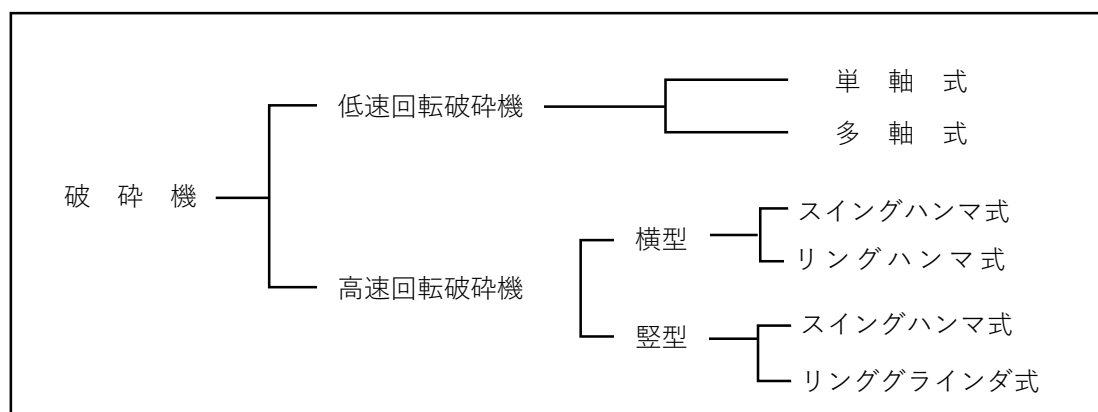 破砕機
低速回転破砕機
単軸式
多軸式
高速回転破砕機
横型
スイングハンマ式
リングハンマ式
竪型
スイングハンマ式
リンググラインダ式